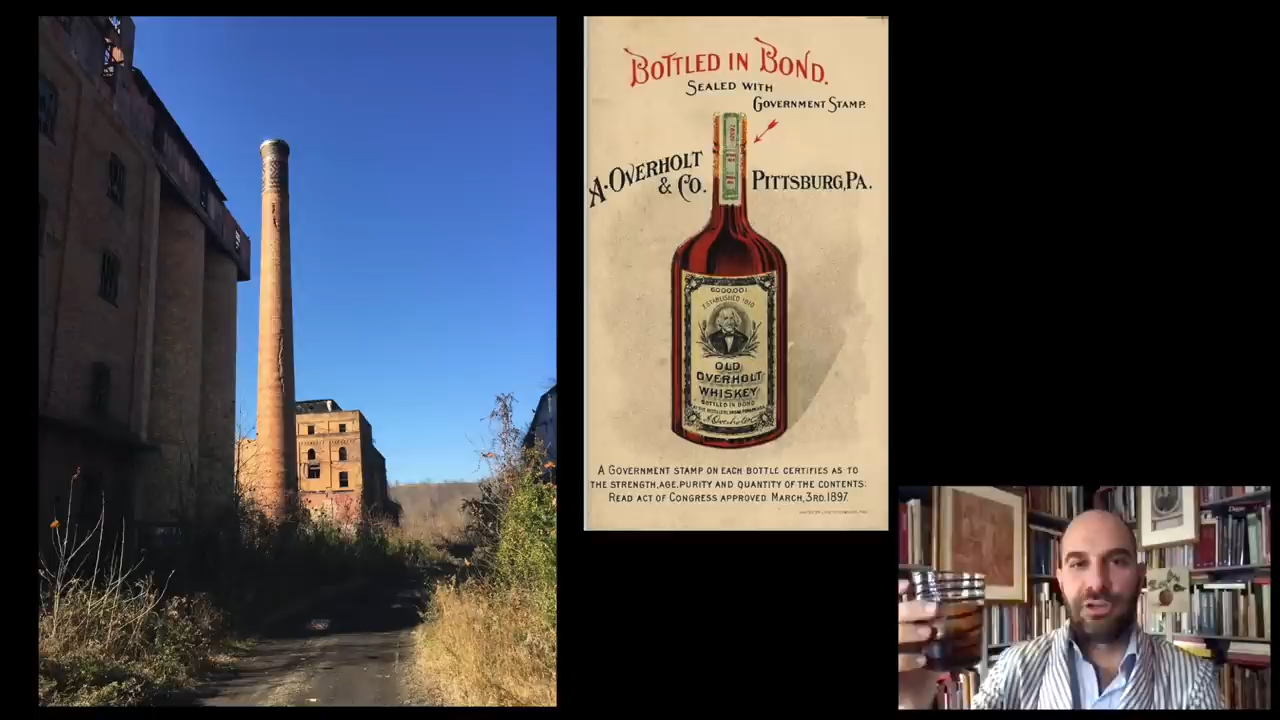 BOTTLED IN BOND.
SEALED WITH
GOVERNMENT STAMP.
A. OVERHOLT
& CO.
PITTSBURG, PA.
ESTABLISHED 1810
OLD
OVERHOLT
WHISKEY
BOTTLED IN BOND
A GOVERNMENT STAMP ON EACH BOTTLE CERTIFIES AS TO
THE STRENGTH, AGE, PURITY AND QUANTITY OF THE CONTENTS:
READ ACT OF CONGRESS APPROVED MARCH, 3RD. 1897.